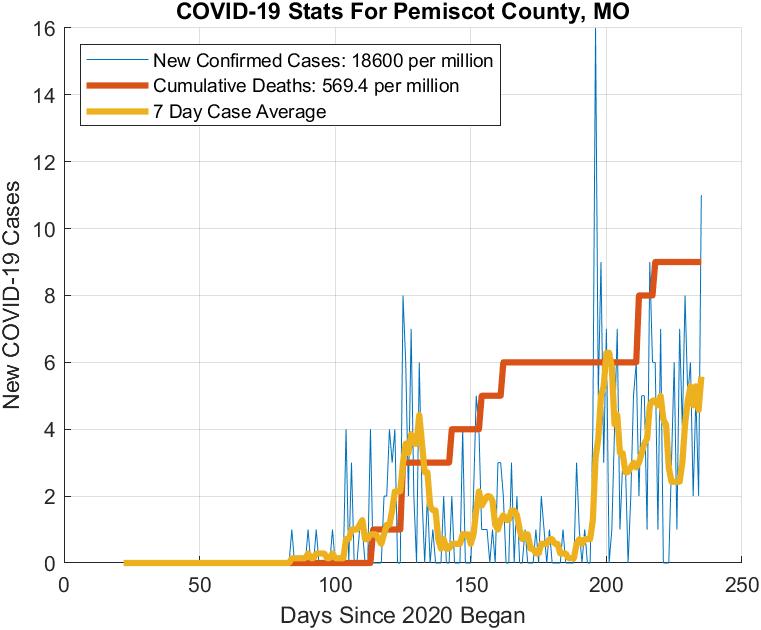 COVID-19 Stats For Pemiscot County, MO
New Confirmed Cases: 18600 per million
Cumulative Deaths: 569.4 per million
7 Day Case Average
New COVID-19 Cases
16
14
12
10
8
6
4
2
0
0 50 100 150 200 250
Days Since 2020 Began